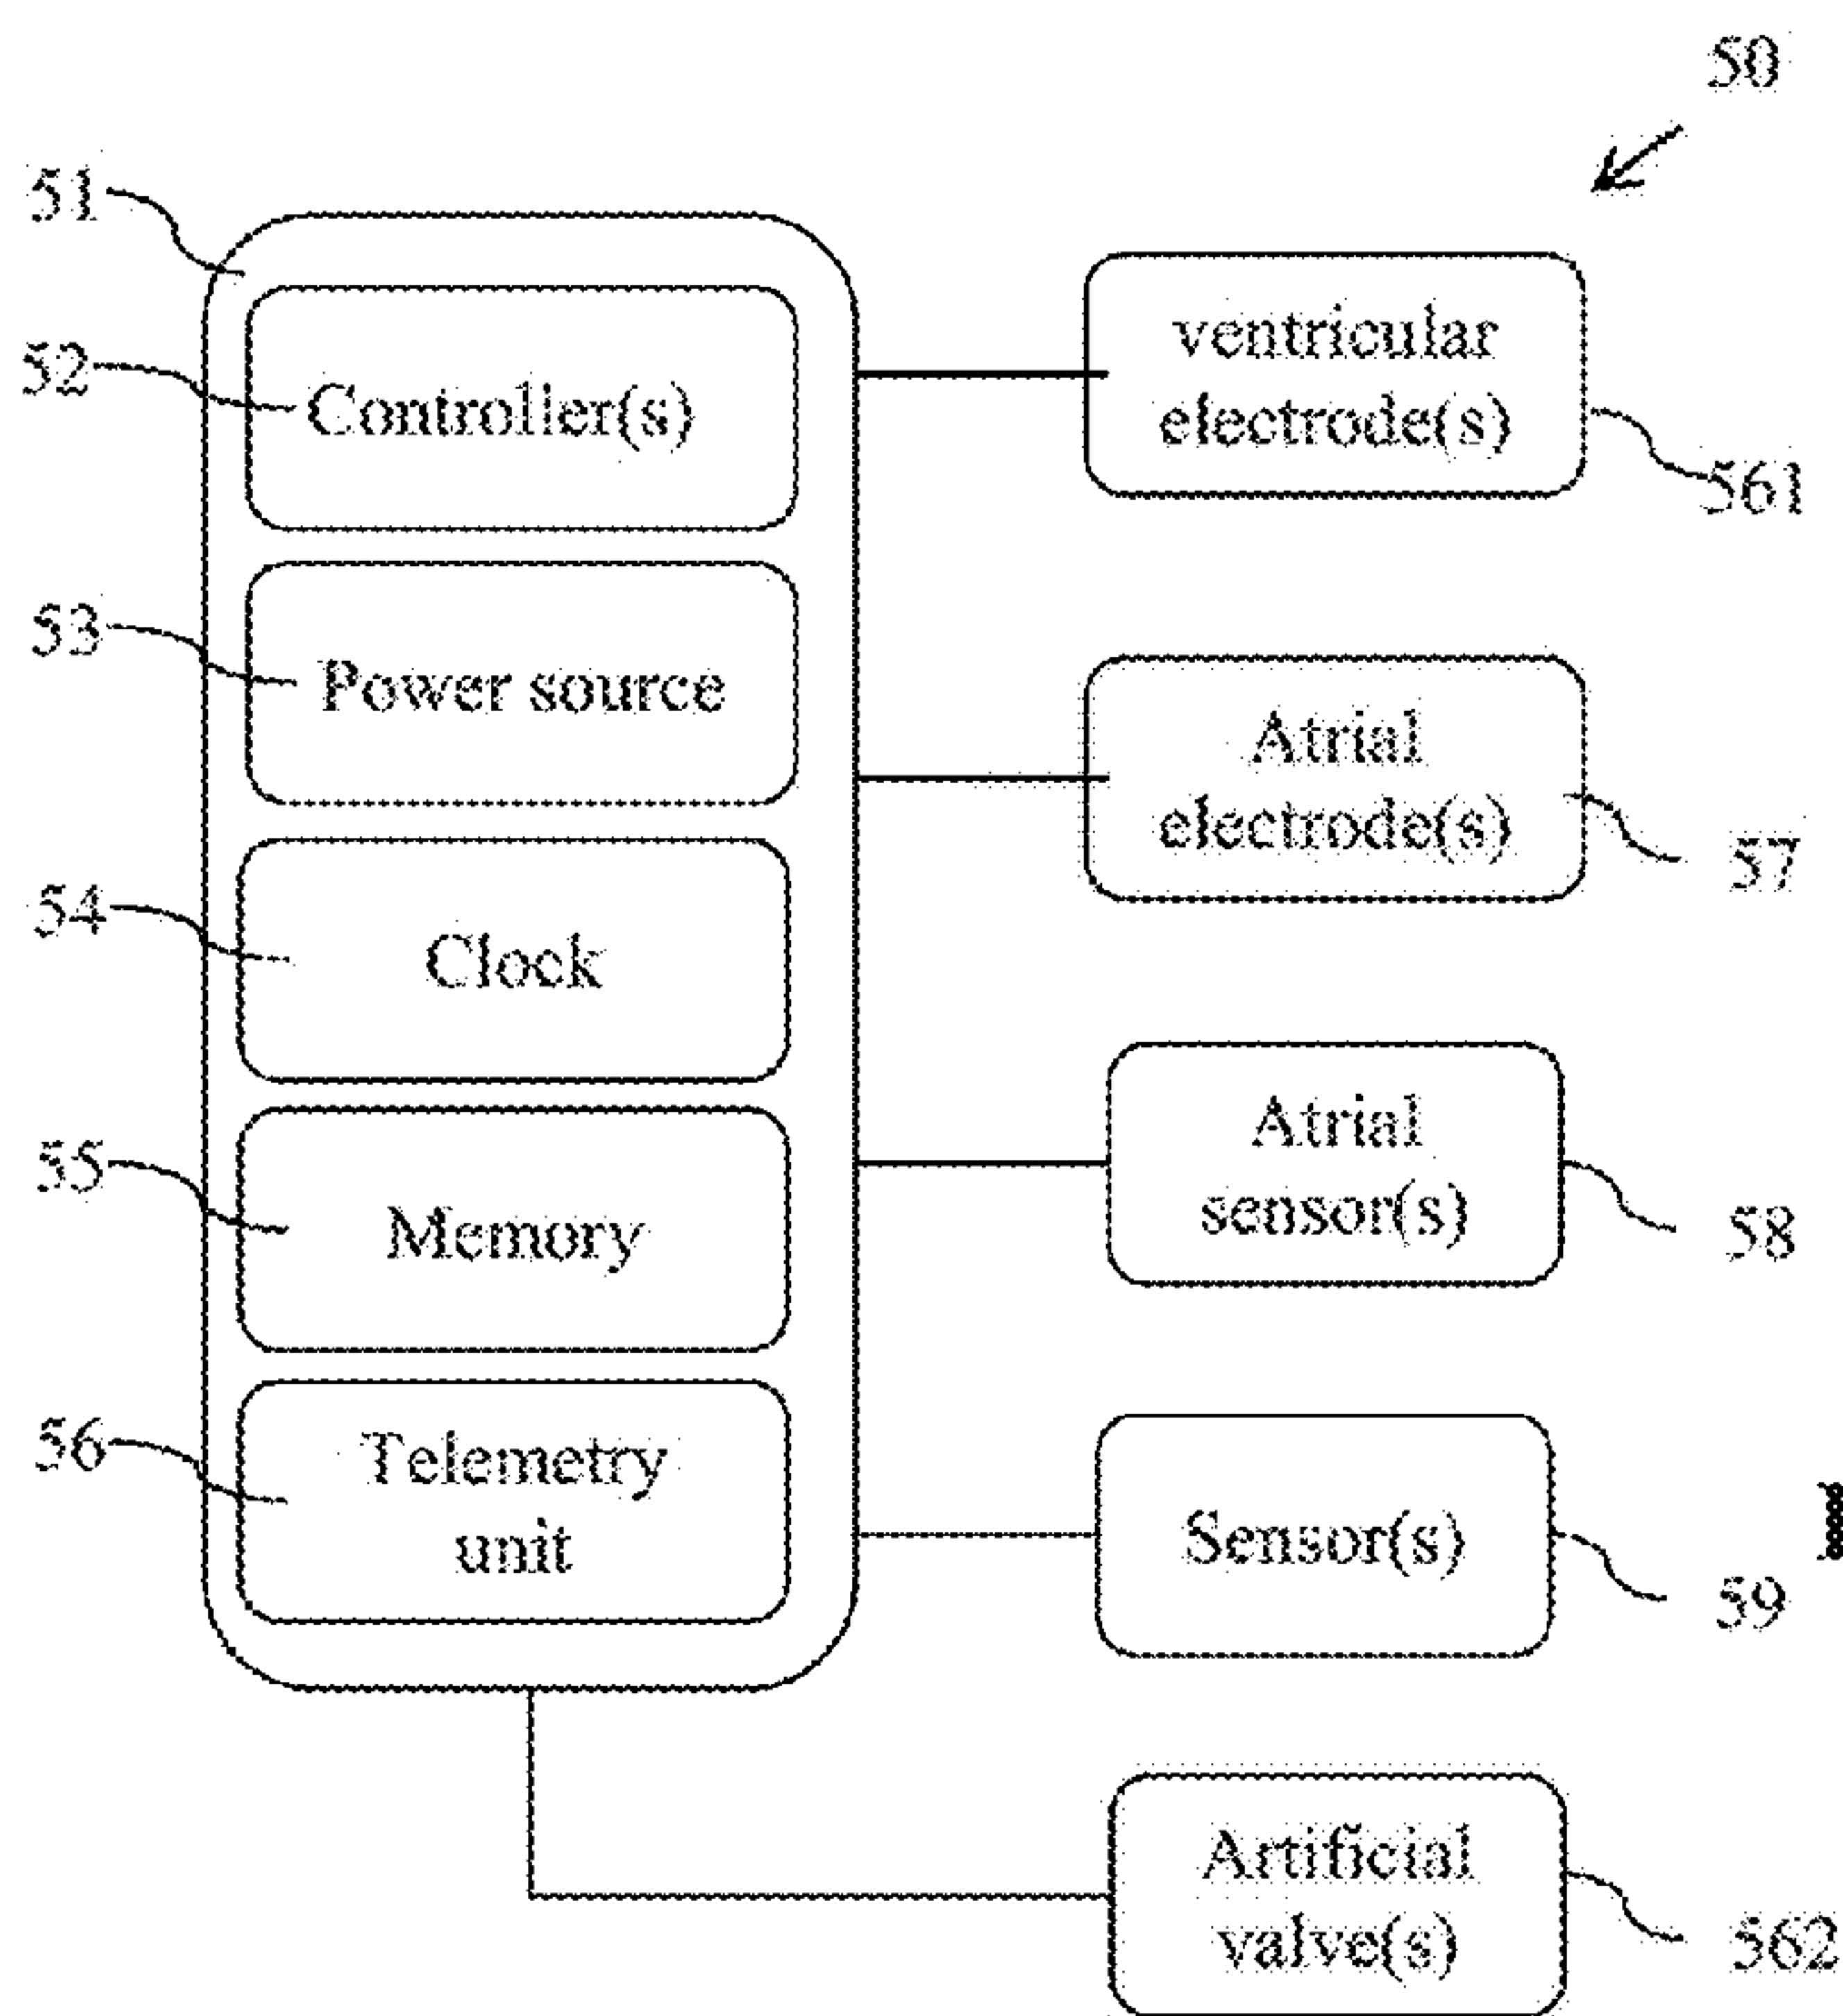 50
51
ventricular
electrode(s)
52
Controller(s)
561
53
Power source
Atrial
electrode(s)
57
54
Clock
Atrial
sensor(s)
55
Memory
58
56
Telemetry
unit
Sensor(s)
59
Artificial
valve(s)
562